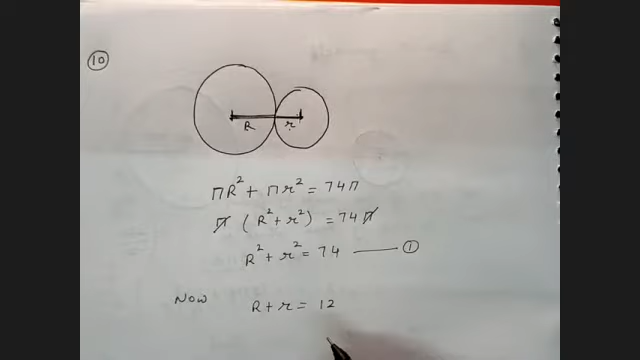 10
R r
πR² + πr² = 74π
π (R² + r²) = 74π
R² + r² = 74 —— ①
Now R + r = 12